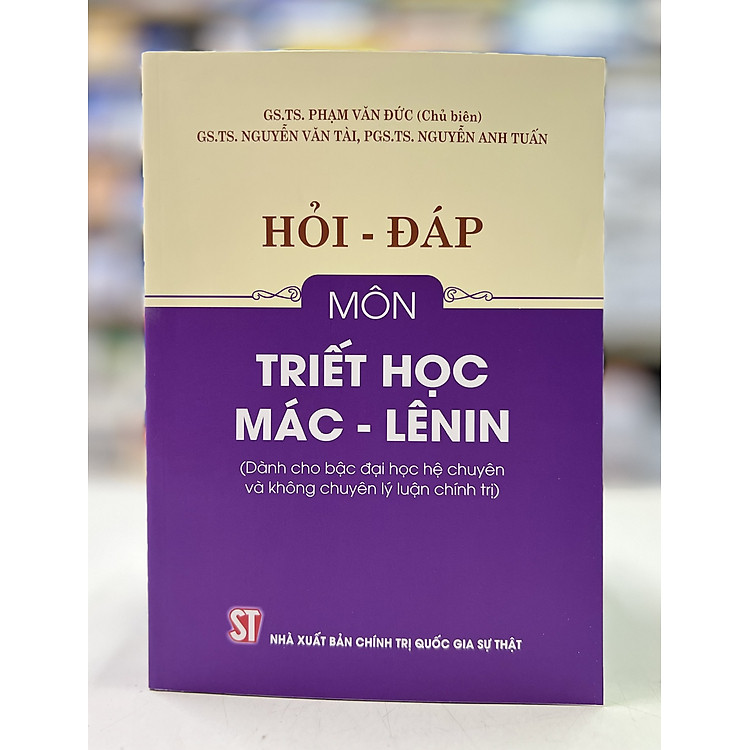 GS.TS. PHẠM VĂN ĐỨC (Chủ biên)
GS.TS. NGUYỄN VĂN TÀI, PGS.TS. NGUYỄN ANH TUẤN
HỎI - ĐÁP
MÔN
TRIẾT HỌC
MÁC - LÊNIN
(Dành cho bậc đại học hệ chuyên
và không chuyên lý luận chính trị)
ST
NHÀ XUẤT BẢN CHÍNH TRỊ QUỐC GIA SỰ THẬT